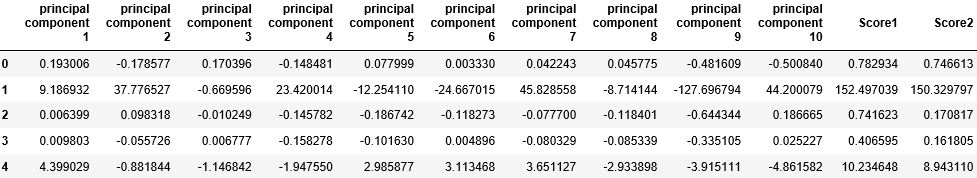 principal principal principal principal principal principal principal principal principal principal
component component component component component component component component component component Score1 Score2
1 2 3 4 5 6 7 8 9 10
0 0.193006 -0.178577 0.170396 -0.148481 0.077999 0.003330 0.042243 0.045775 -0.481609 -0.500840 0.782934 0.746613
1 9.186932 37.776527 -0.669596 23.420014 -12.254110 -24.667015 45.828558 -8.714144 -127.696794 44.200079 152.497039 150.329797
2 0.006399 0.098318 -0.010249 -0.145782 -0.186742 -0.118273 -0.077700 -0.118401 -0.644344 0.186665 0.741623 0.170817
3 0.009803 -0.055726 0.006777 -0.158278 -0.101630 0.004896 -0.080329 -0.085339 -0.335105 0.025227 0.406595 0.161805
4 4.399029 -0.881844 -1.146842 -1.947550 2.985877 3.113468 3.651127 -2.933898 -3.915111 -4.861582 10.234648 8.943110